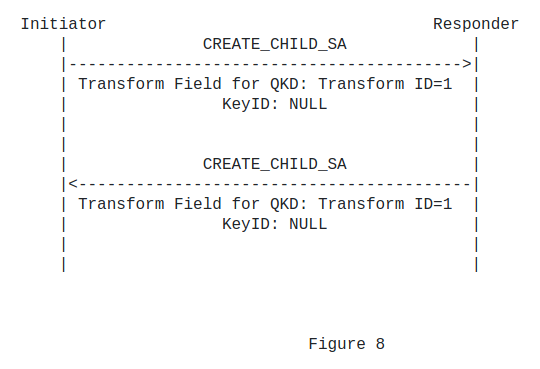 Initiator Responder
| CREATE_CHILD_SA |
|----------------------------------------->|
| Transform Field for QKD: Transform ID=1 |
| KeyID: NULL |
| |
| |
| CREATE_CHILD_SA |
|<-----------------------------------------|
| Transform Field for QKD: Transform ID=1 |
| KeyID: NULL |
| |
| |
Figure 8